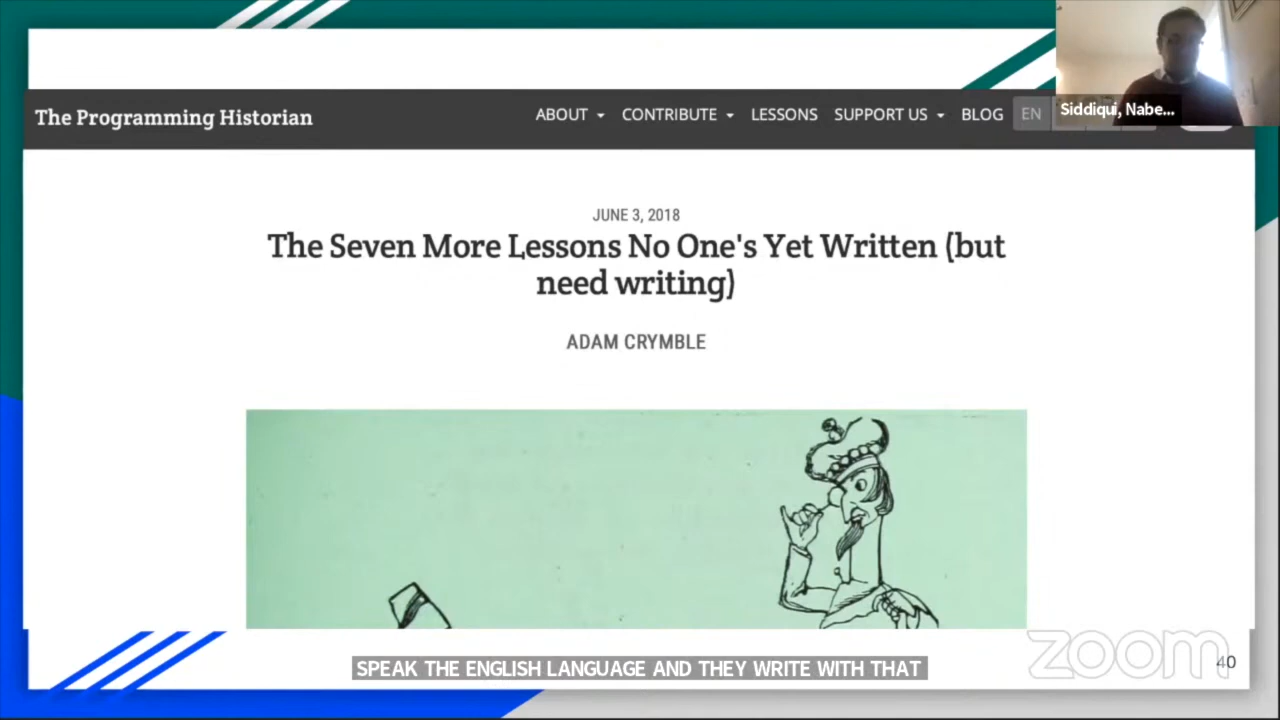 The Programming Historian
ABOUT CONTRIBUTE LESSONS SUPPORT US BLOG EN
Siddiqui, Nabe...
JUNE 3, 2018
The Seven More Lessons No One's Yet Written (but
need writing)
ADAM CRYMBLE
SPEAK THE ENGLISH LANGUAGE AND THEY WRITE WITH THAT
zoom
40